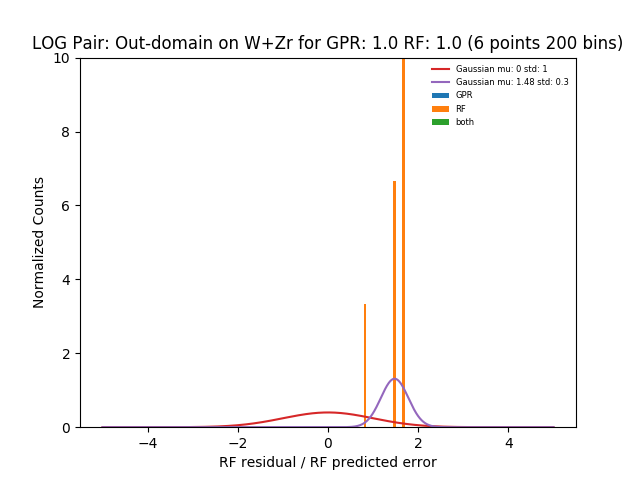 LOG Pair: Out-domain on W+Zr for GPR: 1.0 RF: 1.0 (6 points 200 bins)
Normalized Counts
10
8
6
4
2
0
Gaussian mu: 0 std: 1
Gaussian mu: 1.48 std: 0.3
GPR
RF
both
−4 −2 0 2 4
RF residual / RF predicted error